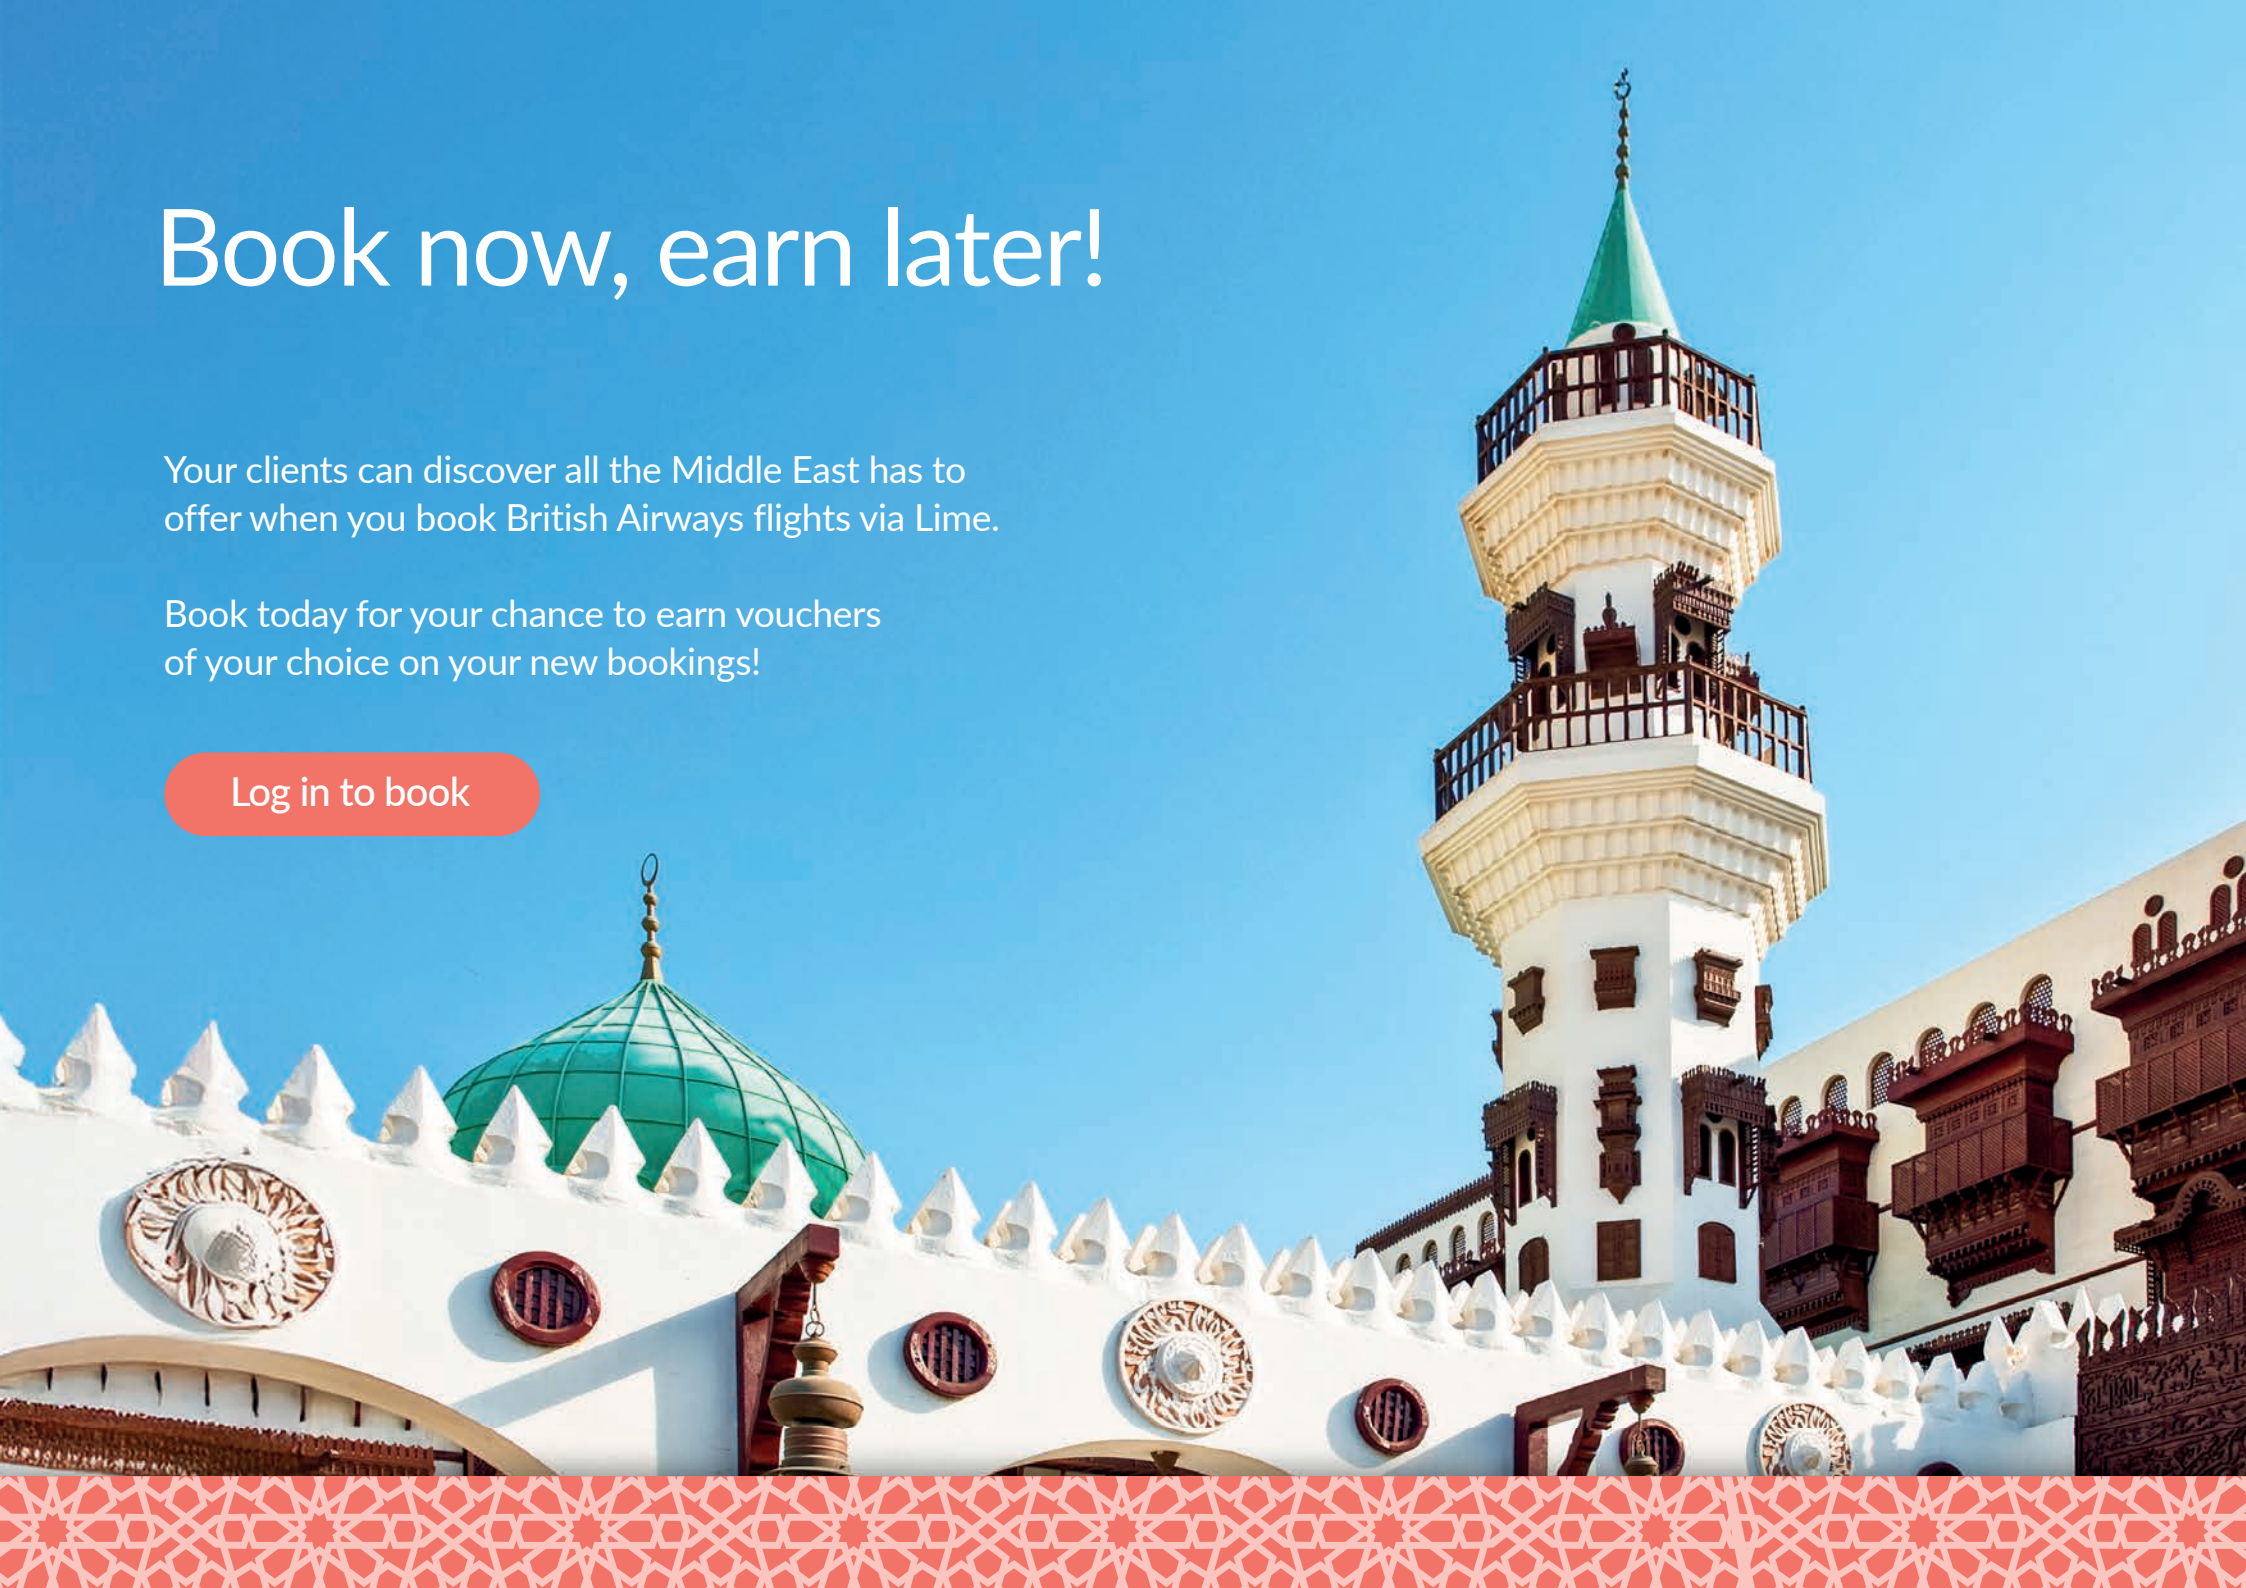 Book now, earn later!
Your clients can discover all the Middle East has to
offer when you book British Airways flights via Lime.
Book today for your chance to earn vouchers
of your choice on your new bookings!
Log in to book